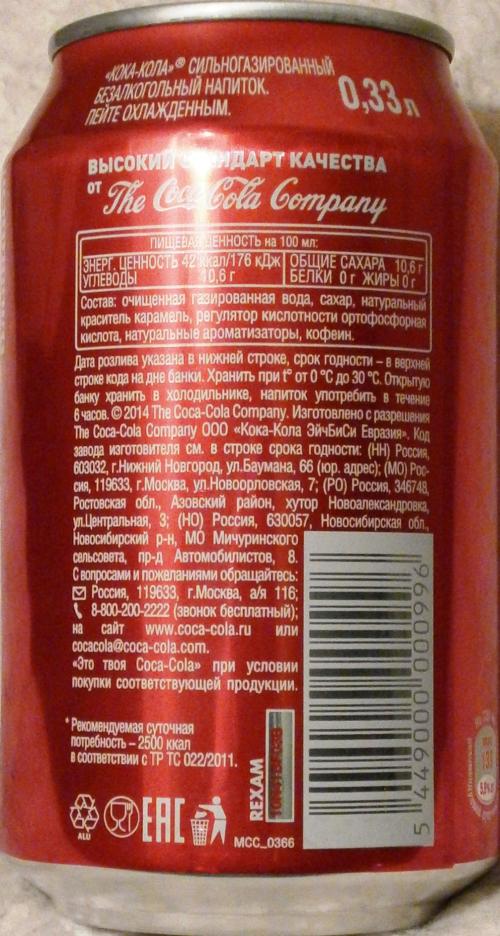 «КОКА-КОЛА»® СИЛЬНОГАЗИРОВАННЫЙ
БЕЗАЛКОГОЛЬНЫЙ НАПИТОК.
ПЕЙТЕ ОХЛАЖДЕННЫМ.
0,33л
ВЫСОКИЙ СТАНДАРТ КАЧЕСТВА
от The Coca-Cola Company
ПИЩЕВАЯ ЦЕННОСТЬ на 100 мл:
ЭНЕРГ. ЦЕННОСТЬ 42 ккал/176 кДж
УГЛЕВОДЫ 10,6 г
ОБЩИЕ САХАРА 10,6 г
БЕЛКИ 0 г ЖИРЫ 0 г
Состав: очищенная газированная вода, сахар, натуральный
краситель карамель, регулятор кислотности ортофосфорная
кислота, натуральные ароматизаторы, кофеин.
Дата розлива указана в нижней строке, срок годности – в верхней
строке кода на дне банки. Хранить при t° от 0 °C до 30 °C. Открытую
банку хранить в холодильнике, напиток употребить в течение
6 часов. © 2014 The Coca-Cola Company. Изготовлено с разрешения
The Coca-Cola Company ООО «Кока-Кола ЭйчБиСи Евразия». Код
завода изготовителя см. в строке срока годности: (НН) Россия,
603032, г.Нижний Новгород, ул.Баумана, 66 (юр. адрес); (МО) Рос-
сия, 119633, г.Москва, ул.Новоорловская, 7; (РО) Россия, 346748,
Ростовская обл., Азовский район, хутор Новоалександровка,
ул.Центральная, 3; (НО) Россия, 630057, Новосибирская обл.,
Новосибирский р-н, МО Мичуринского
сельсовета, пр-д Автомобилистов, 8.
С вопросами и пожеланиями обращайтесь:
Россия, 119633, г.Москва, а/я 116;
8-800-200-2222 (звонок бесплатный);
на сайт www.coca-cola.ru или
cocacola@coca-cola.com.
«Это твоя Coca-Cola» при условии
покупки соответствующей продукции.
* Рекомендуемая суточная
потребность – 2500 ккал
в соответствии с ТР ТС 022/2011.
ALU
EAC
REXAM
MCC_0366
5 449000 000996